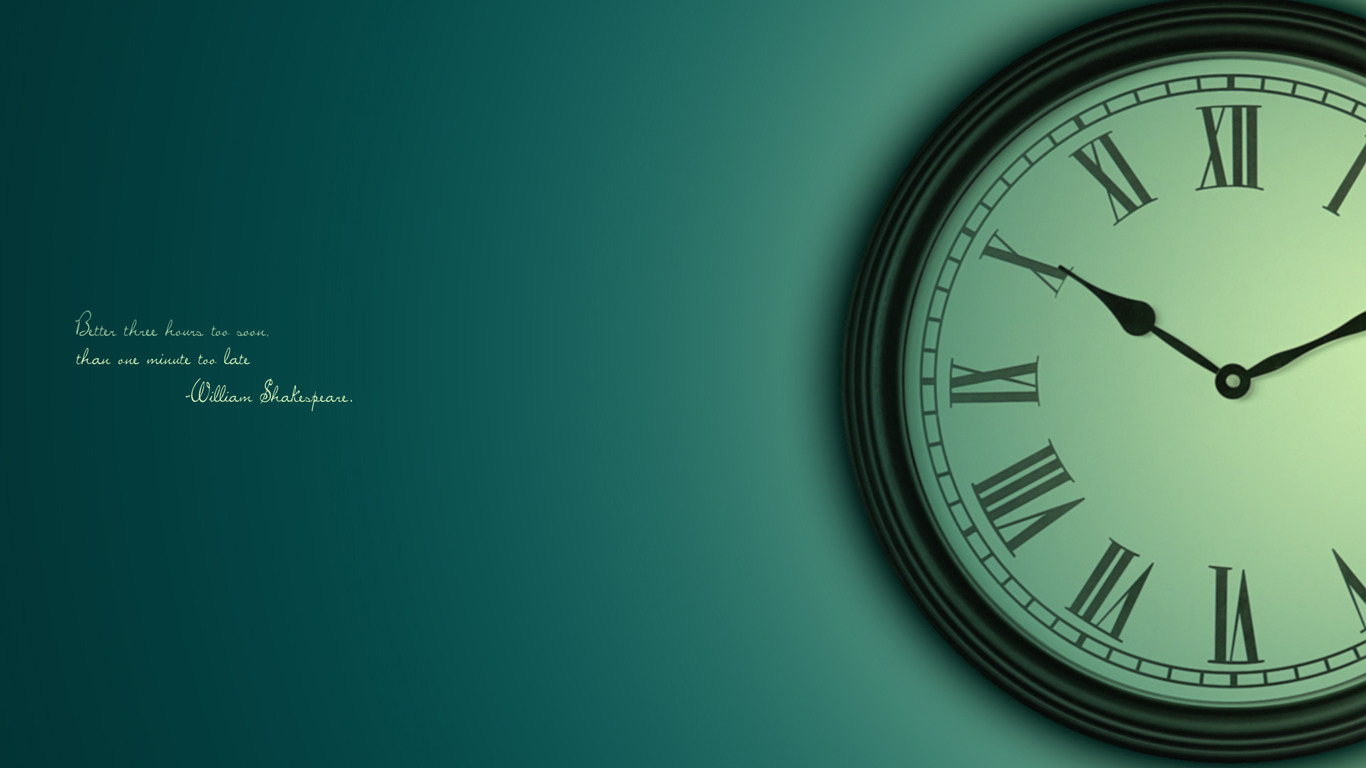 Better three hours too soon,
than one minute too late
-William Shakespeare.
XII
I
XI
X
IX
VIII
VII
VI